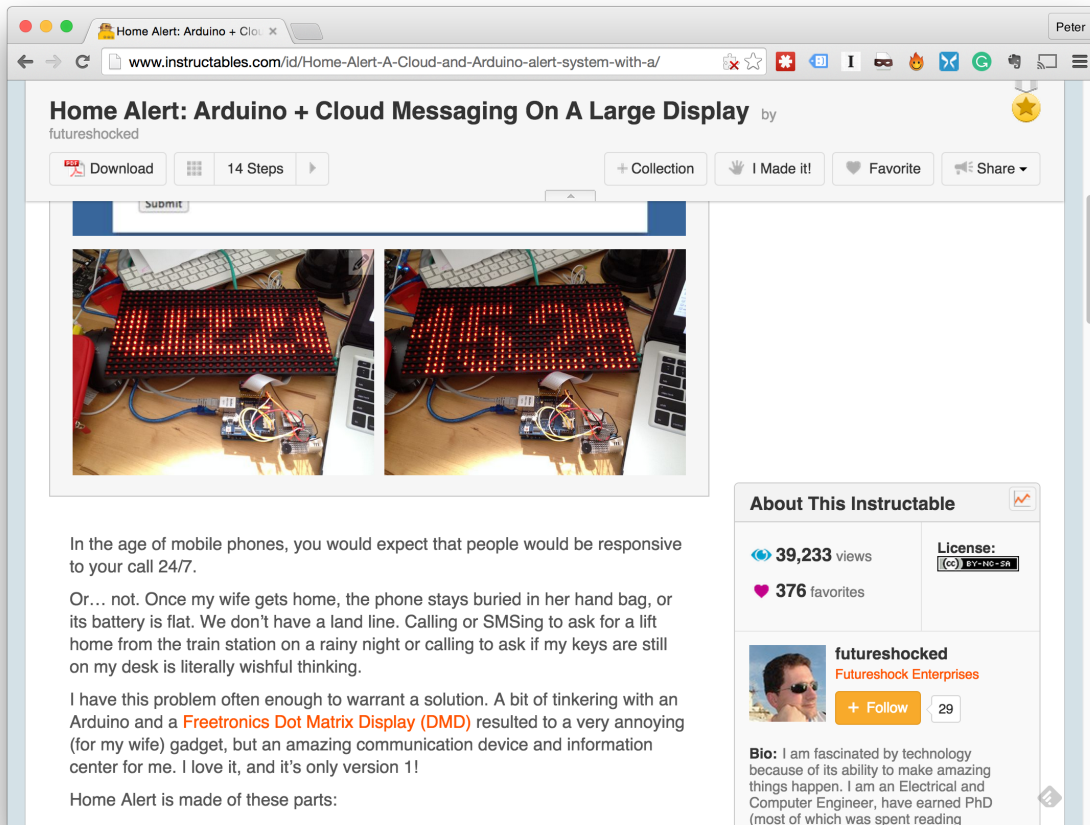 Home Alert: Arduino + Clou
Peter
www.instructables.com/id/Home-Alert-A-Cloud-and-Arduino-alert-system-with-a/
Home Alert: Arduino + Cloud Messaging On A Large Display by
futureshocked
PDF Download
14 Steps
+ Collection
I Made it!
Favorite
Share
Submit
15:25
In the age of mobile phones, you would expect that people would be responsive
to your call 24/7.
Or… not. Once my wife gets home, the phone stays buried in her hand bag, or
its battery is flat. We don’t have a land line. Calling or SMSing to ask for a lift
home from the train station on a rainy night or calling to ask if my keys are still
on my desk is literally wishful thinking.
I have this problem often enough to warrant a solution. A bit of tinkering with an
Arduino and a Freetronics Dot Matrix Display (DMD) resulted to a very annoying
(for my wife) gadget, but an amazing communication device and information
center for me. I love it, and it’s only version 1!
Home Alert is made of these parts:
About This Instructable
39,233 views
376 favorites
License:
(cc) BY-NC-SA
futureshocked
Futureshock Enterprises
+ Follow
29
Bio: I am fascinated by technology
because of its ability to make amazing
things happen. I am an Electrical and
Computer Engineer, have earned PhD
(most of which was spent reading